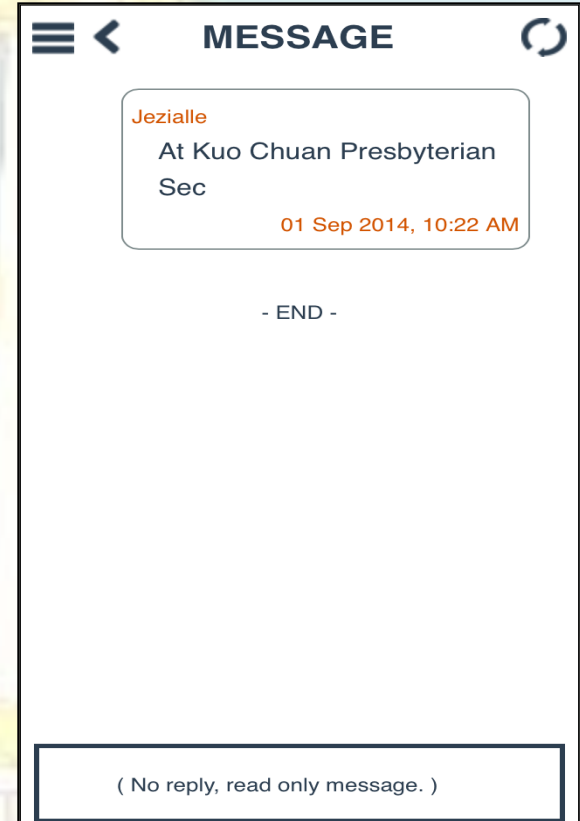 MESSAGE
Jezialle
At Kuo Chuan Presbyterian
Sec
01 Sep 2014, 10:22 AM
- END -
( No reply, read only message. )